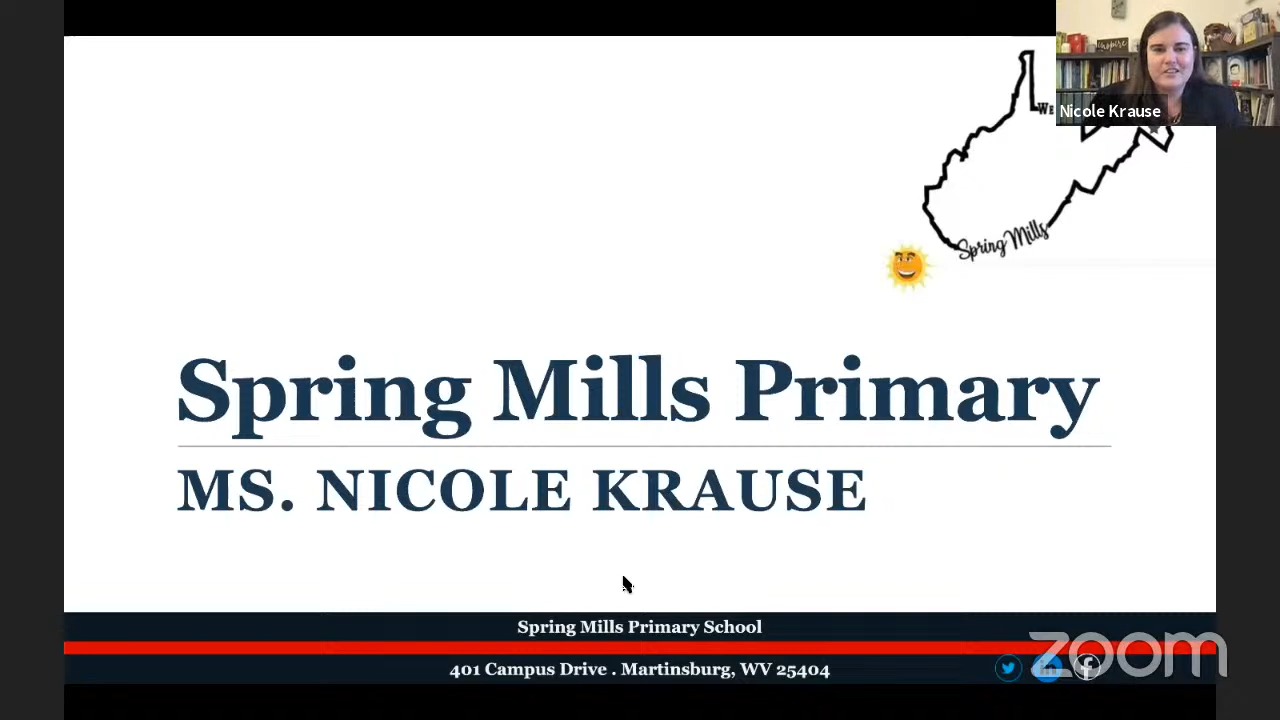 inspire
Nicole Krause
Spring Mills
Spring Mills Primary
MS. NICOLE KRAUSE
Spring Mills Primary School
401 Campus Drive . Martinsburg, WV 25404
zoom